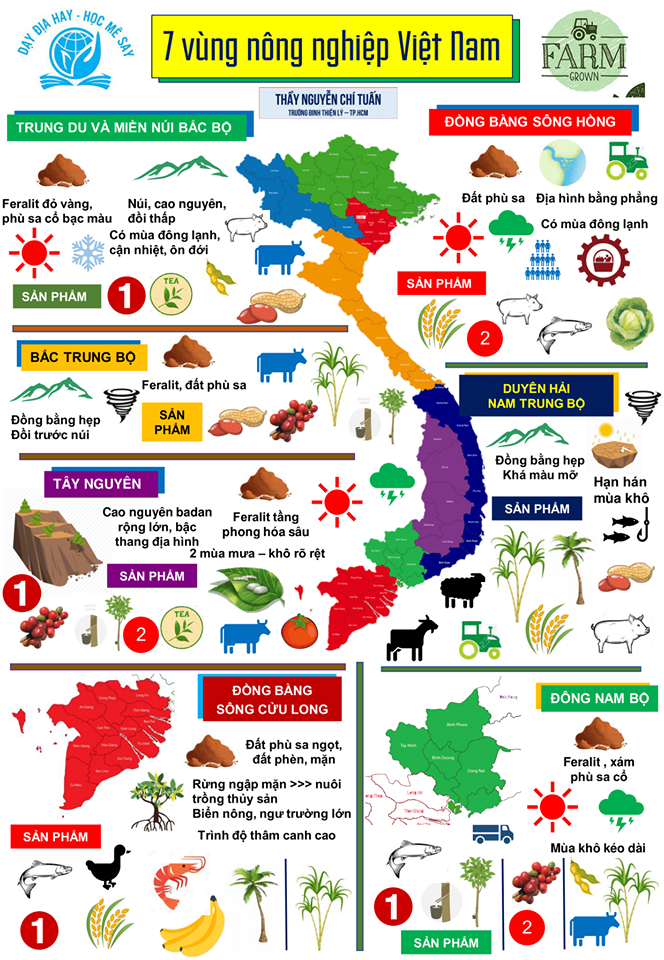 DẠY ĐỊA HAY - HỌC MÊ SAY
7 vùng nông nghiệp Việt Nam
FARM
GROWN
THẦY NGUYỄN CHÍ TUẤN
TRƯỜNG ĐINH THIỆN LÝ – TP.HCM
TRUNG DU VÀ MIỀN NÚI BẮC BỘ
Feralit đỏ vàng,
phù sa cổ bạc màu
Núi, cao nguyên,
đồi thấp
Có mùa đông lạnh,
cận nhiệt, ôn đới
SẢN PHẨM
1
TEA
ĐỒNG BẰNG SÔNG HỒNG
Đất phù sa
Địa hình bằng phẳng
Có mùa đông lạnh
SẢN PHẨM
2
BẮC TRUNG BỘ
Feralit, đất phù sa
Đồng bằng hẹp
Đồi trước núi
SẢN
PHẨM
DUYÊN HẢI
NAM TRUNG BỘ
Đồng bằng hẹp
Khá màu mỡ
Hạn hán
mùa khô
SẢN PHẨM
TÂY NGUYÊN
Cao nguyên badan
rộng lớn, bậc
thang địa hình
Feralit tầng
phong hóa sâu
2 mùa mưa – khô rõ rệt
SẢN PHẨM
1
2
TEA
ĐỒNG BẰNG
SÔNG CỬU LONG
Đất phù sa ngọt,
đất phèn, mặn
Rừng ngập mặn >>> nuôi
trồng thủy sản
Biển nông, ngư trường lớn
Trình độ thâm canh cao
SẢN PHẨM
1
ĐÔNG NAM BỘ
Bình Phước
Tây Ninh
Bình Dương
Đồng Nai
Feralit , xám
phù sa cổ
Mùa khô kéo dài
1
2
SẢN PHẨM